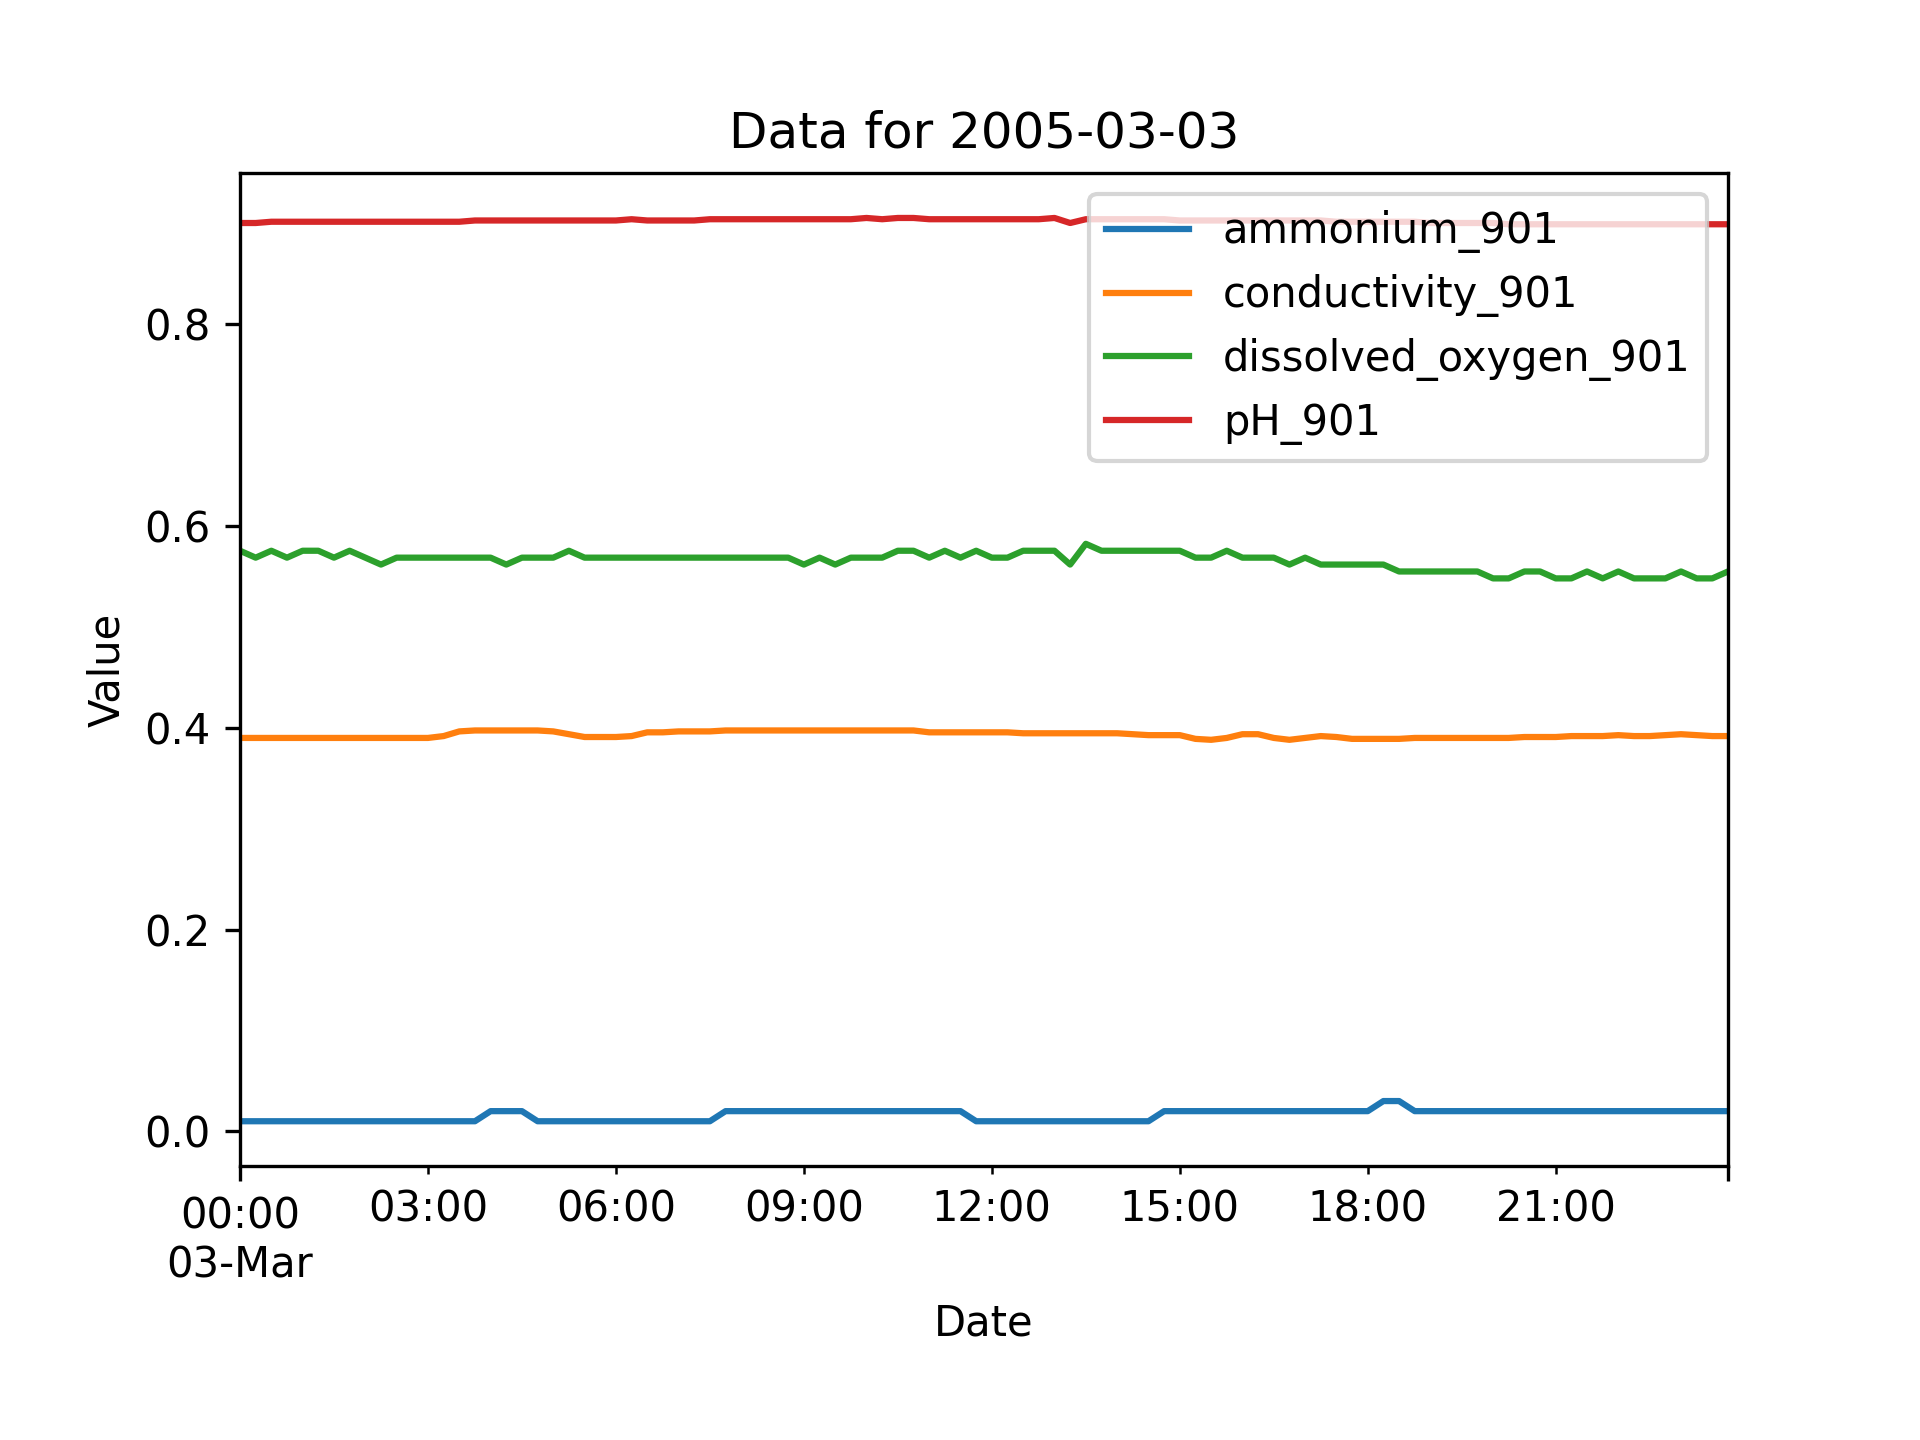 Data for 2005-03-03
ammonium_901
conductivity_901
dissolved_oxygen_901
pH_901
Value
0.8
0.6
0.4
0.2
0.0
00:00 03:00 06:00 09:00 12:00 15:00 18:00 21:00
03-Mar
Date